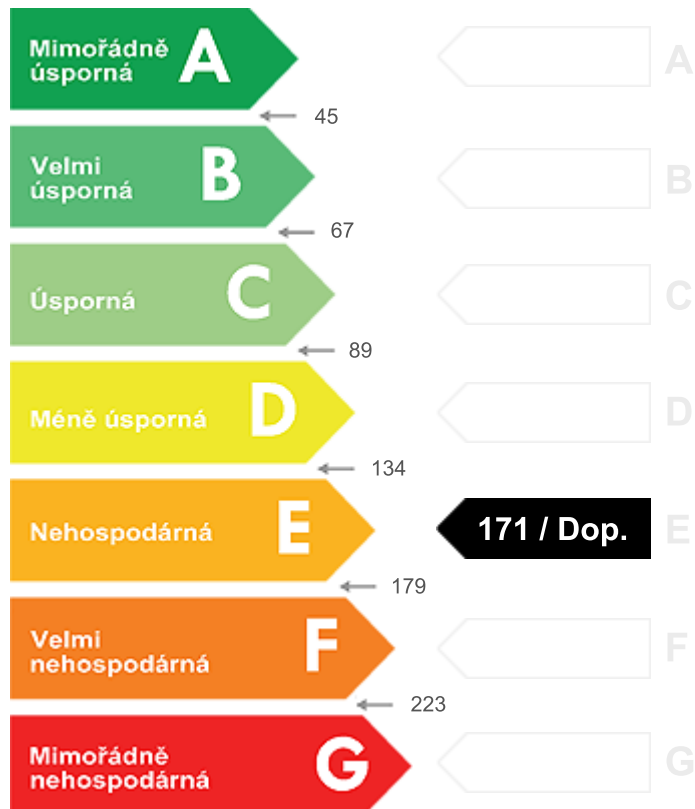 Mimořádně
úsporná
A
A
45
Velmi
úsporná
B
B
67
Úsporná
C
C
89
Méně úsporná
D
D
134
Nehospodárná
E
171 / Dop.
E
179
Velmi
nehospodárná
F
F
223
Mimořádně
nehospodárná
G
G